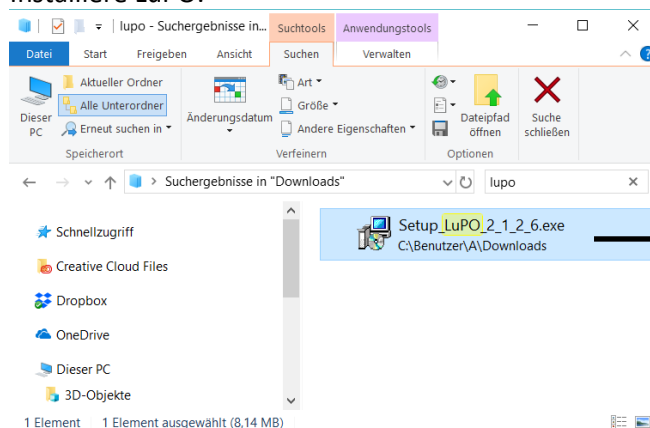 installiere LuPO.
lupo - Suchergebnisse in...
Suchtools
Anwendungstools
Datei
Start
Freigeben
Ansicht
Suchen
Verwalten
Dieser PC
Aktueller Ordner
Alle Unterordner
Erneut suchen in
Speicherort
Änderungsdatum
Art
Größe
Andere Eigenschaften
Verfeinern
Dateipfad öffnen
Suche schließen
Optionen
Suchergebnisse in "Downloads"
lupo
Schnellzugriff
Creative Cloud Files
Dropbox
OneDrive
Dieser PC
3D-Objekte
Setup_LuPO_2_1_2_6.exe
C:\Benutzer\A\Downloads
1 Element
1 Element ausgewählt (8,14 MB)